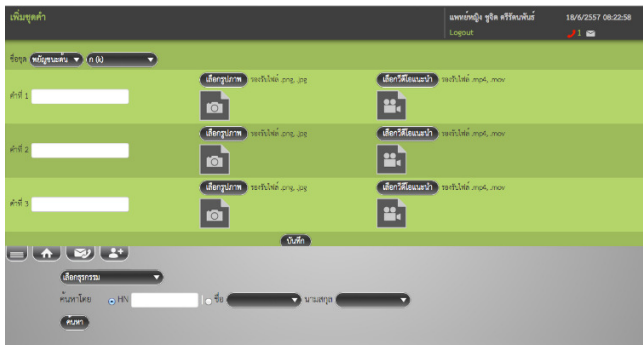 เพิ่มชุดคำ
แพทย์หญิง ชูจิต ตรีรัตนพันธ์ 18/6/2557 08:22:58
Logout 1
ชื่อชุด พยัญชนะต้น ก (k)
คำที่ 1 เลือกรูปภาพ รองรับไฟล์ .png, .jpg เลือกวีดีโอแนะนำ รองรับไฟล์ .mp4, .mov
คำที่ 2 เลือกรูปภาพ รองรับไฟล์ .png, .jpg เลือกวีดีโอแนะนำ รองรับไฟล์ .mp4, .mov
คำที่ 3 เลือกรูปภาพ รองรับไฟล์ .png, .jpg เลือกวีดีโอแนะนำ รองรับไฟล์ .mp4, .mov
บันทึก
เลือกธุรกรรม
ค้นหาโดย HN ชื่อ นามสกุล
ค้นหา